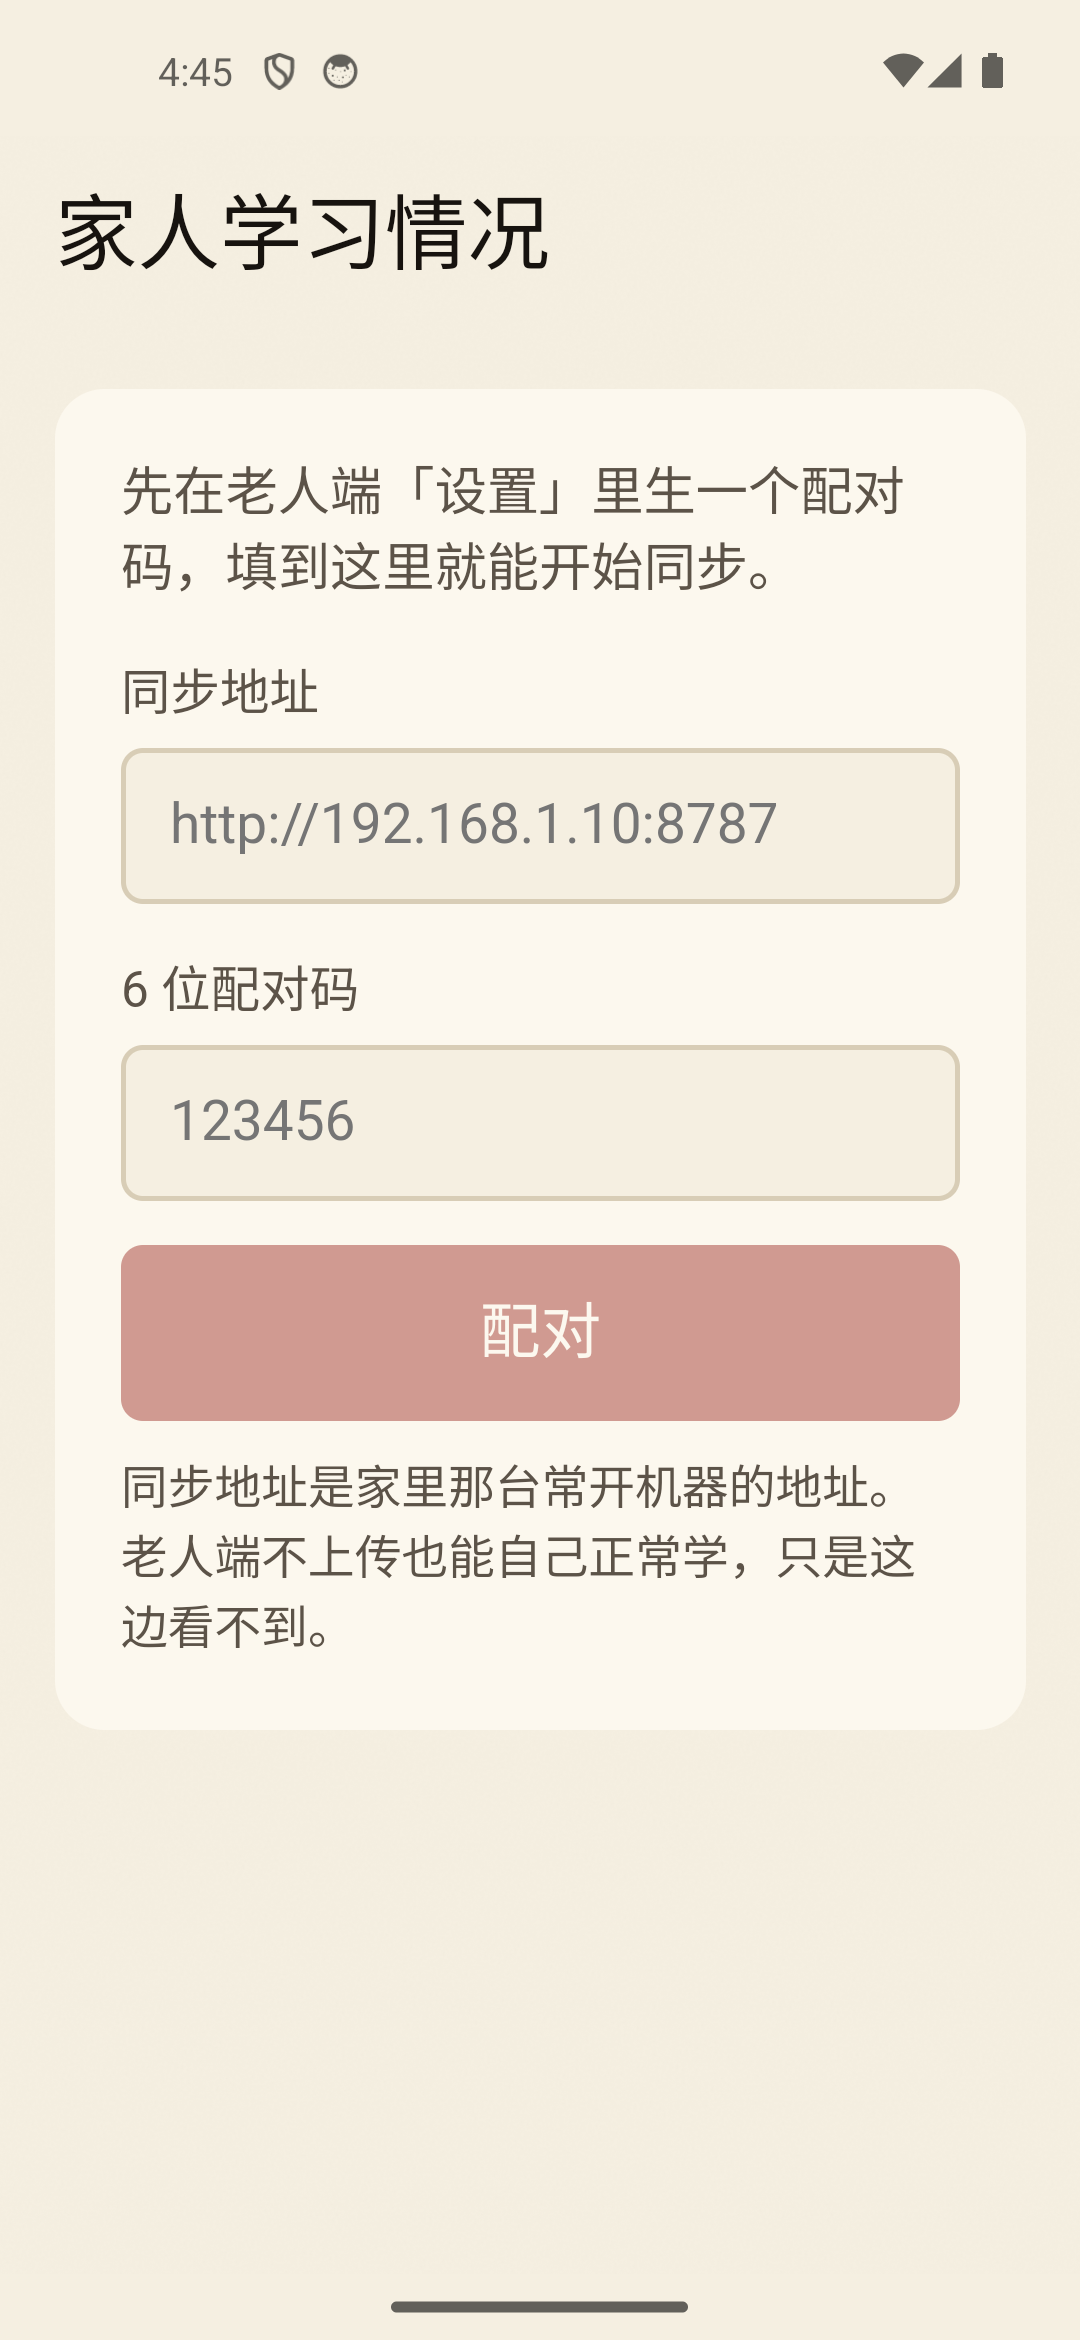 4:45
家人学习情况
先在老人端「设置」里生一个配对
码，填到这里就能开始同步。
同步地址
http://192.168.1.10:8787
6 位配对码
123456
配对
同步地址是家里那台常开机器的地址。
老人端不上传也能自己正常学，只是这
边看不到。